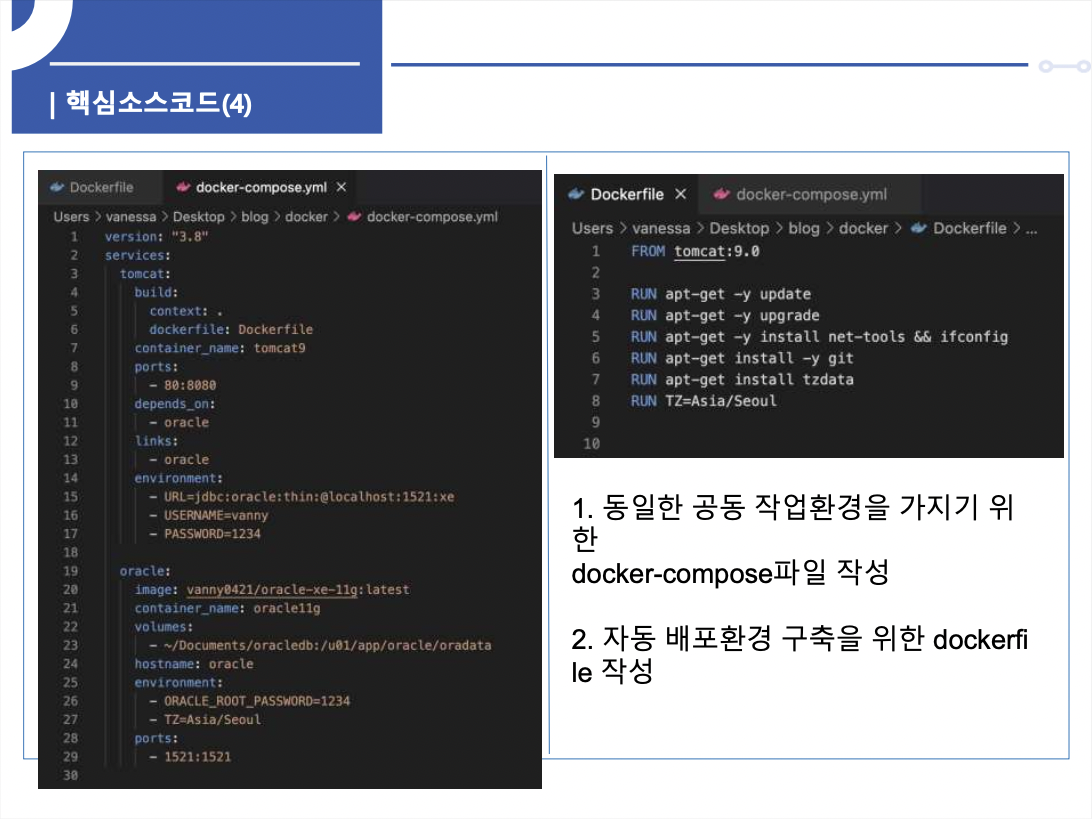 | 핵심소스코드(4)
Dockerfile docker-compose.yml ×
Users > vanessa > Desktop > blog > docker > docker-compose.yml
1 version: "3.8"
2 services:
3 tomcat:
4 build:
5 context: .
6 dockerfile: Dockerfile
7 container_name: tomcat9
8 ports:
9 - 80:8080
10 depends_on:
11 - oracle
12 links:
13 - oracle
14 environment:
15 - URL=jdbc:oracle:thin:@localhost:1521:xe
16 - USERNAME=vanny
17 - PASSWORD=1234
18
19 oracle:
20 image: vanny0421/oracle-xe-11g:latest
21 container_name: oracle11g
22 volumes:
23 - ~/Documents/oracledb:/u01/app/oracle/oradata
24 hostname: oracle
25 environment:
26 - ORACLE_ROOT_PASSWORD=1234
27 - TZ=Asia/Seoul
28 ports:
29 - 1521:1521
30
Dockerfile × docker-compose.yml
Users > vanessa > Desktop > blog > docker > Dockerfile > ...
1 FROM tomcat:9.0
2
3 RUN apt-get -y update
4 RUN apt-get -y upgrade
5 RUN apt-get -y install net-tools && ifconfig
6 RUN apt-get install -y git
7 RUN apt-get install tzdata
8 RUN TZ=Asia/Seoul
9
10
1. 동일한 공동 작업환경을 가지기 위
한
docker-compose파일 작성
2. 자동 배포환경 구축을 위한 dockerfi
le 작성